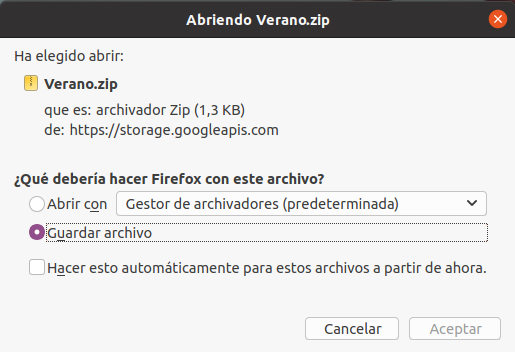 Abriendo Verano.zip
Ha elegido abrir:
Verano.zip
que es: archivador Zip (1,3 KB)
de: https://storage.googleapis.com
¿Qué debería hacer Firefox con este archivo?
Abrir con Gestor de archivadores (predeterminada)
Guardar archivo
Hacer esto automáticamente para estos archivos a partir de ahora.
Cancelar Aceptar